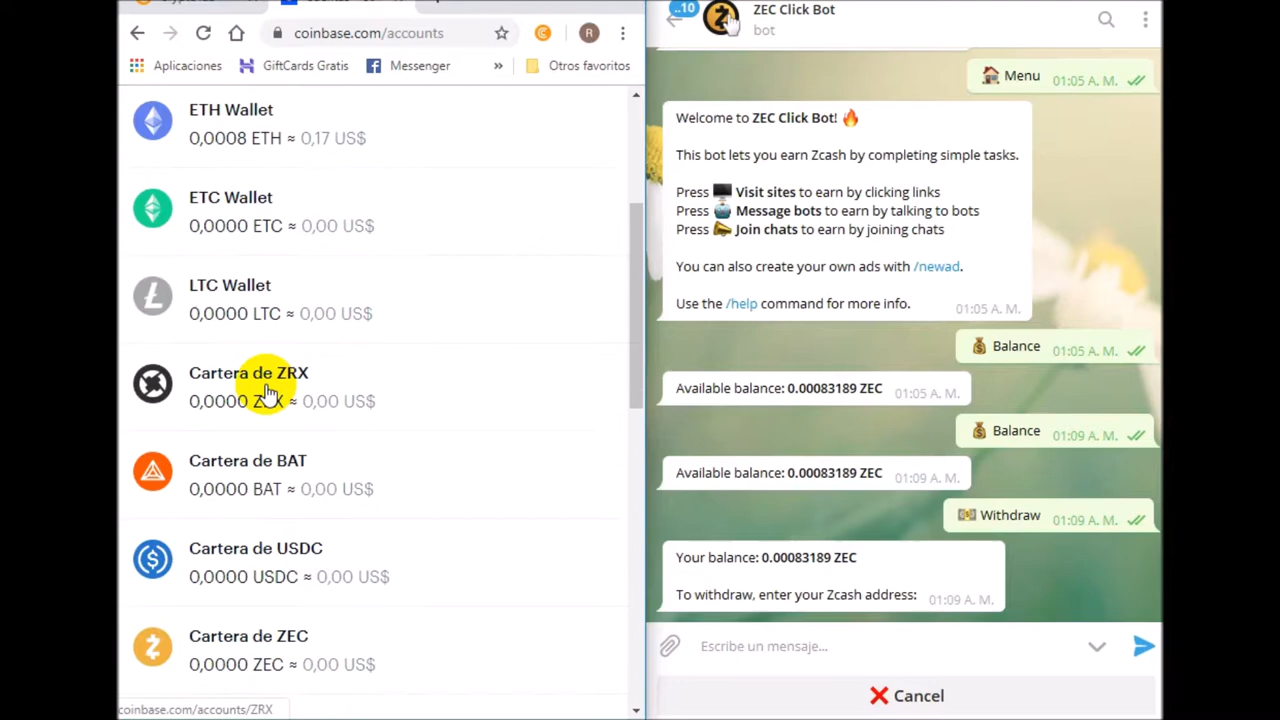 coinbase.com/accounts
R
Aplicaciones
GiftCards Gratis
Messenger
»
Otros favoritos
ETH Wallet
0,0008 ETH ≈ 0,17 US$
ETC Wallet
0,0000 ETC ≈ 0,00 US$
LTC Wallet
0,0000 LTC ≈ 0,00 US$
Cartera de ZRX
0,0000 ZRX ≈ 0,00 US$
Cartera de BAT
0,0000 BAT ≈ 0,00 US$
Cartera de USDC
0,0000 USDC ≈ 0,00 US$
Cartera de ZEC
0,0000 ZEC ≈ 0,00 US$
coinbase.com/accounts/ZRX
..10
ZEC Click Bot
bot
Menu 01:05 A. M.
Welcome to ZEC Click Bot!
This bot lets you earn Zcash by completing simple tasks.
Press Visit sites to earn by clicking links
Press Message bots to earn by talking to bots
Press Join chats to earn by joining chats
You can also create your own ads with /newad.
Use the /help command for more info. 01:05 A. M.
Balance 01:05 A. M.
Available balance: 0.00083189 ZEC 01:05 A. M.
Balance 01:09 A. M.
Available balance: 0.00083189 ZEC 01:09 A. M.
Withdraw 01:09 A. M.
Your balance: 0.00083189 ZEC
To withdraw, enter your Zcash address: 01:09 A. M.
Escribe un mensaje...
Cancel